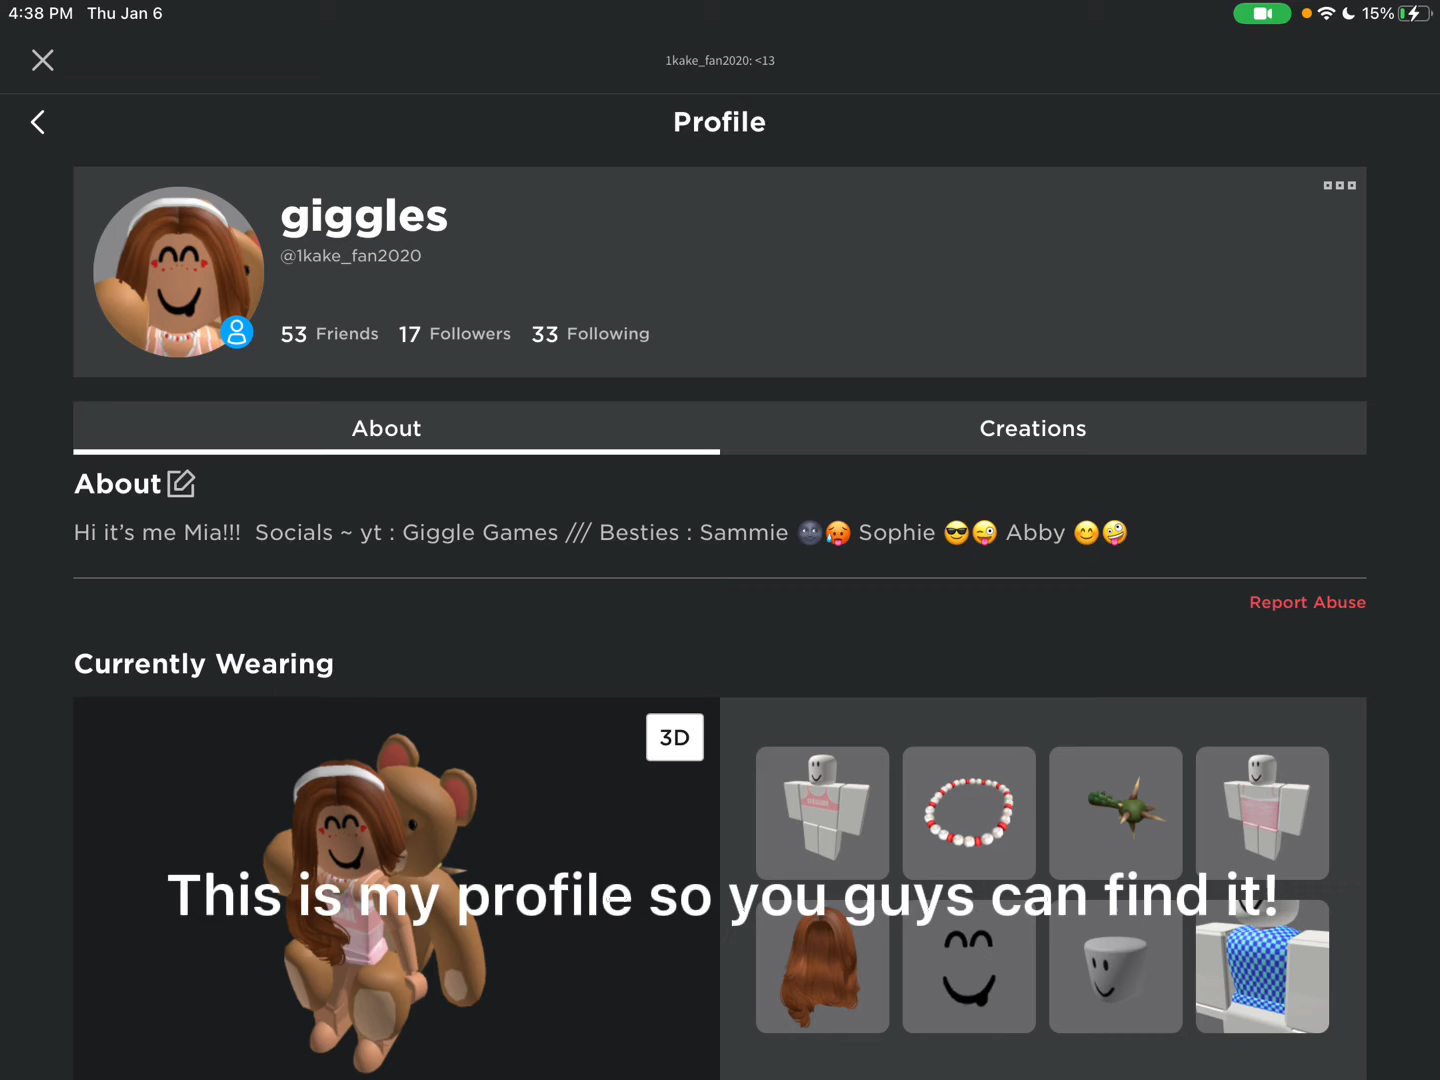 4:38 PM Thu Jan 6
15%
1kake_fan2020: <13
Profile
giggles
@1kake_fan2020
53 Friends 17 Followers 33 Following
About Creations
About
Hi it’s me Mia!!! Socials ~ yt : Giggle Games /// Besties : Sammie 🌚🥵 Sophie 😎😜 Abby 😊🤪
Report Abuse
Currently Wearing
3D
This is my profile so you guys can find it!